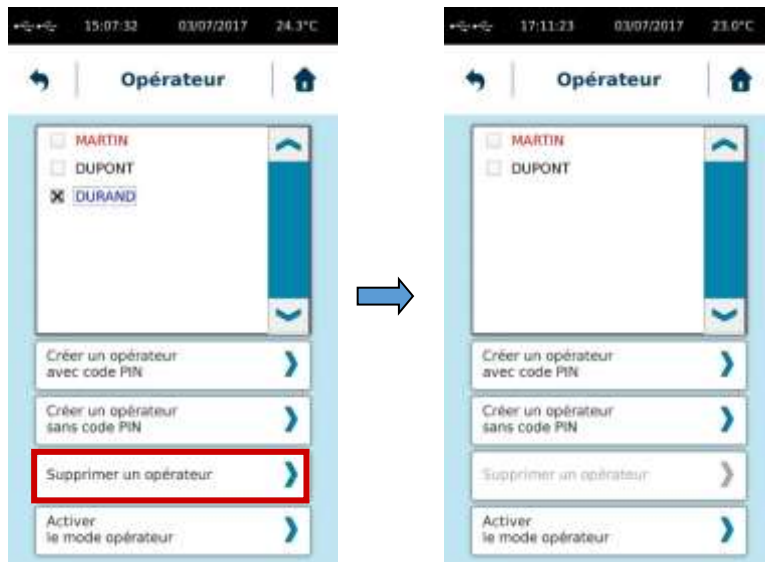 15:07:32 03/07/2017 24.3°C
Opérateur
MARTIN
DUPONT
DURAND
Créer un opérateur
avec code PIN
Créer un opérateur
sans code PIN
Supprimer un opérateur
Activer
le mode opérateur
17:11:23 03/07/2017 23.0°C
Opérateur
MARTIN
DUPONT
Créer un opérateur
avec code PIN
Créer un opérateur
sans code PIN
Supprimer un opérateur
Activer
le mode opérateur